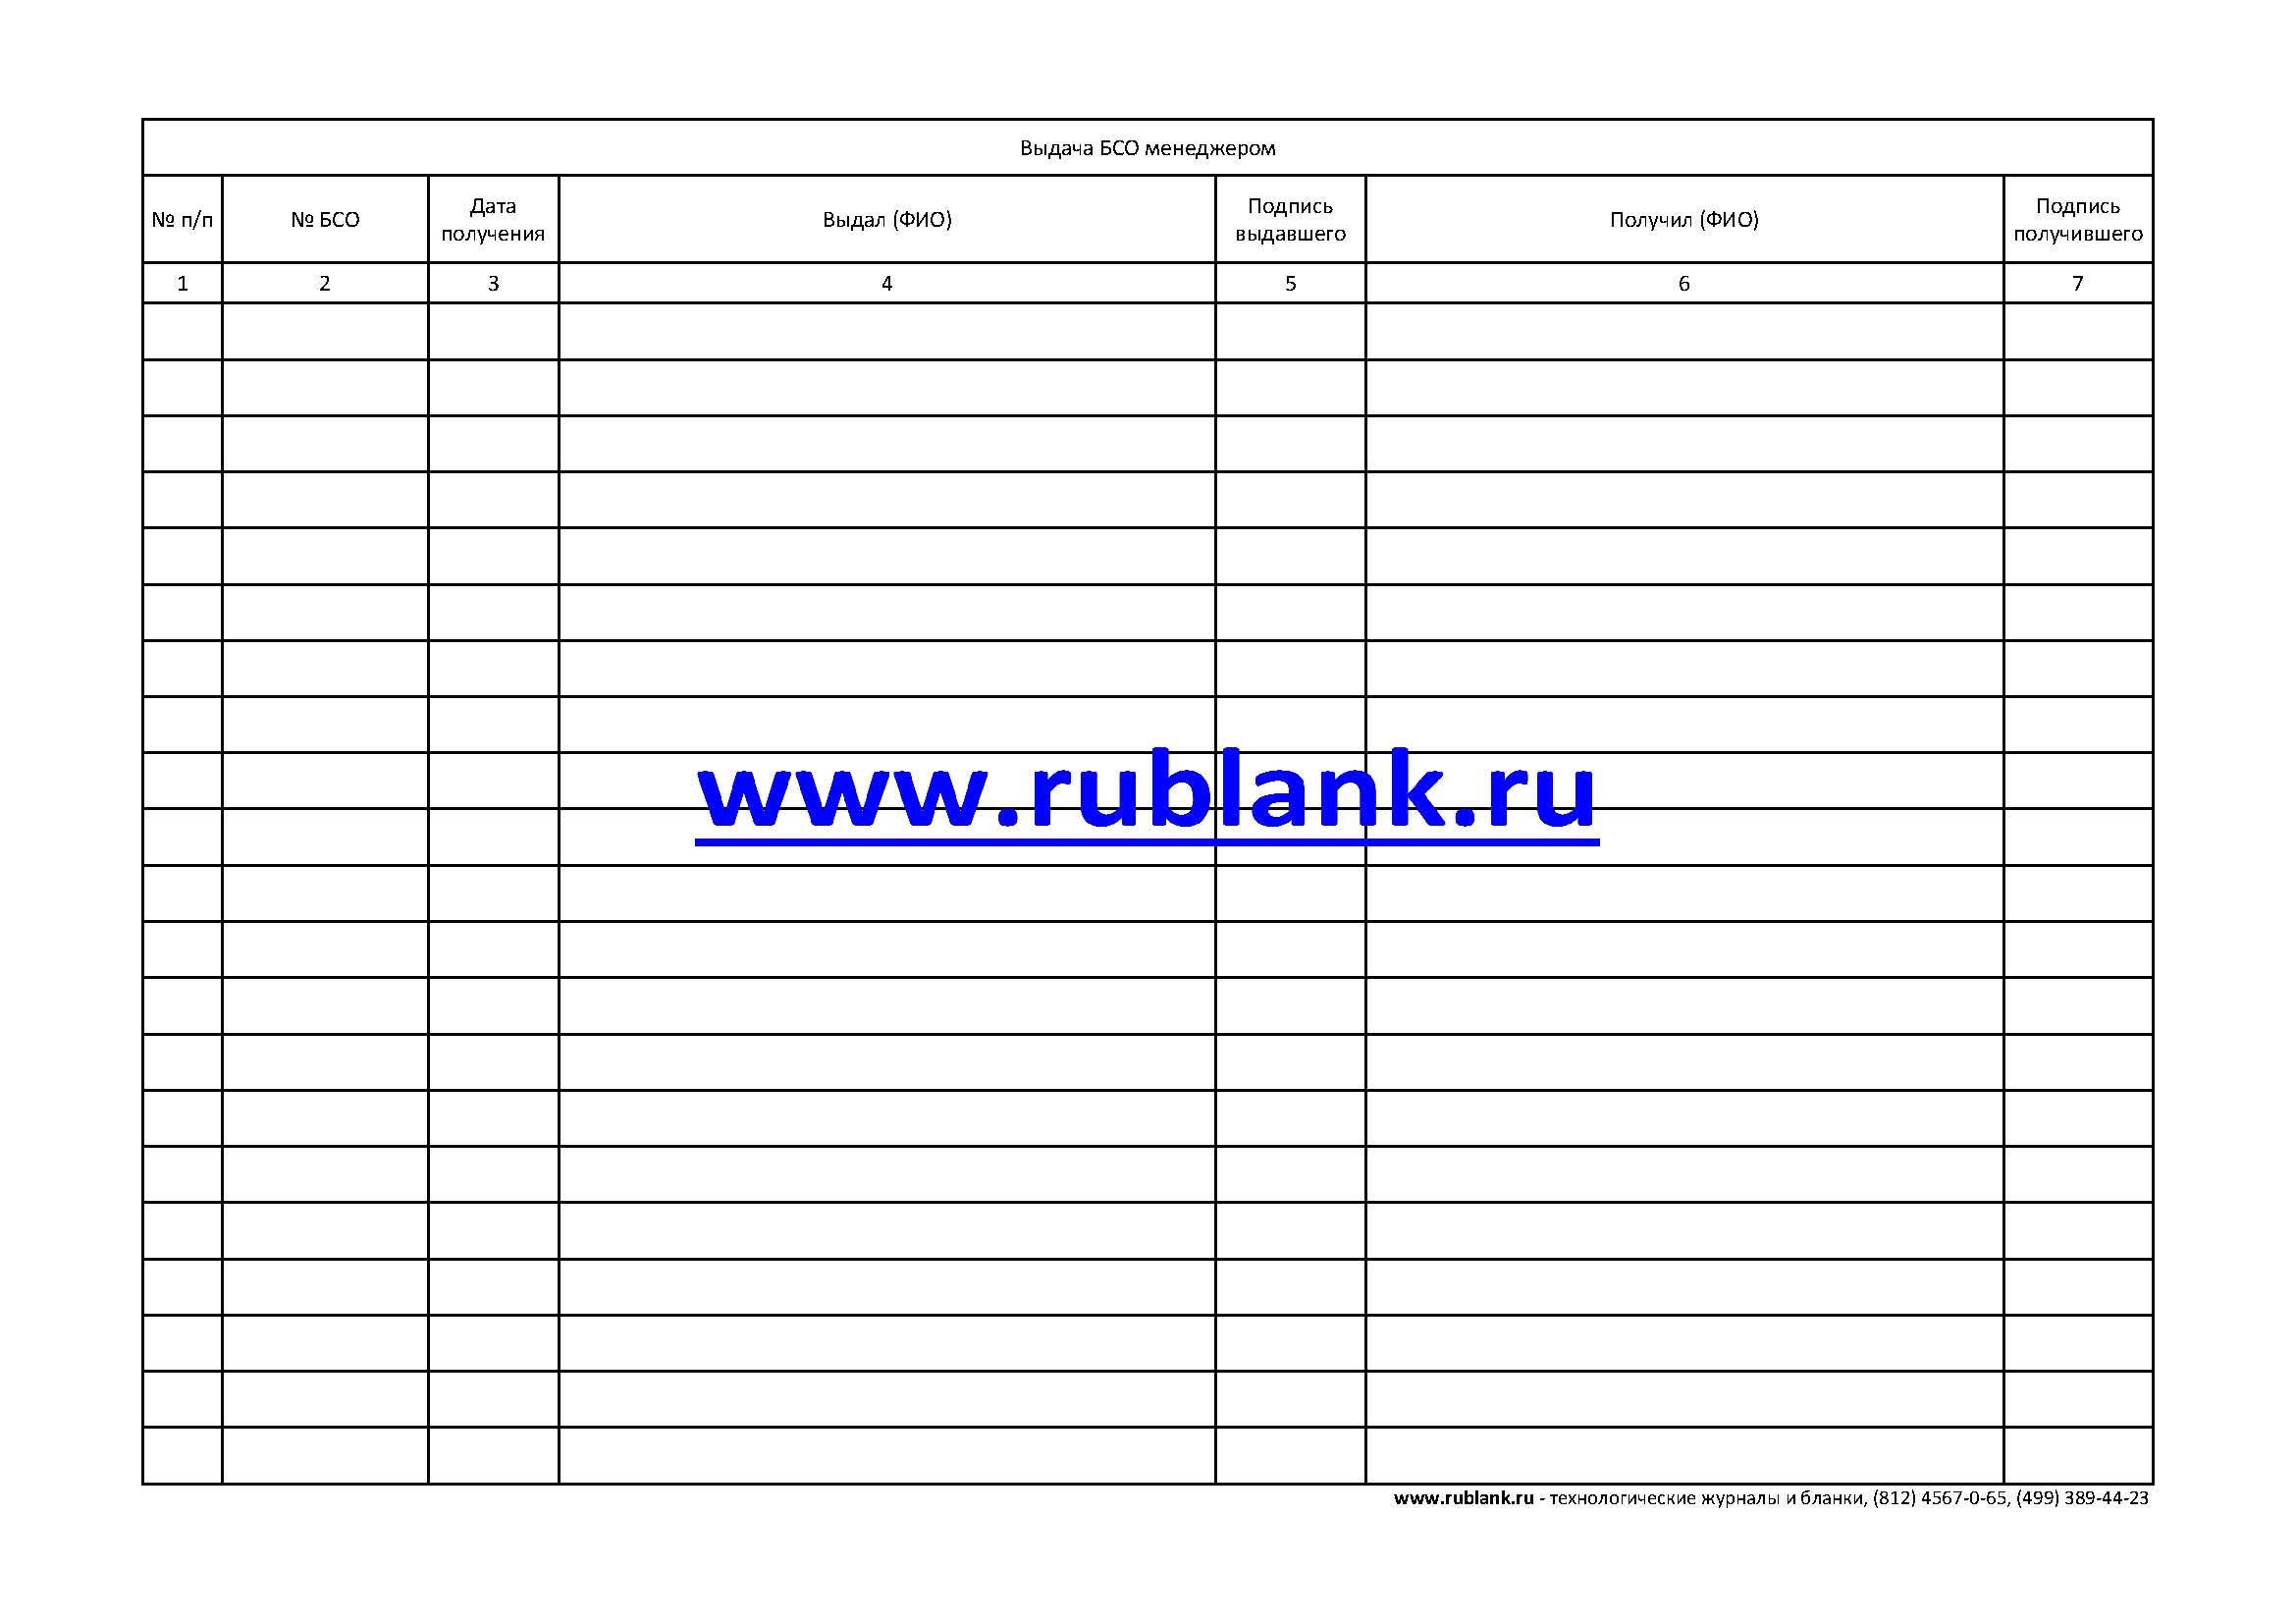 Выдача БСО менеджером
№ п/п № БСО Дата получения Выдал (ФИО) Подпись выдавшего Получил (ФИО) Подпись получившего
1 2 3 4 5 6 7
www.rublank.ru
www.rublank.ru - технологические журналы и бланки, (812) 4567-0-65, (499) 389-44-23